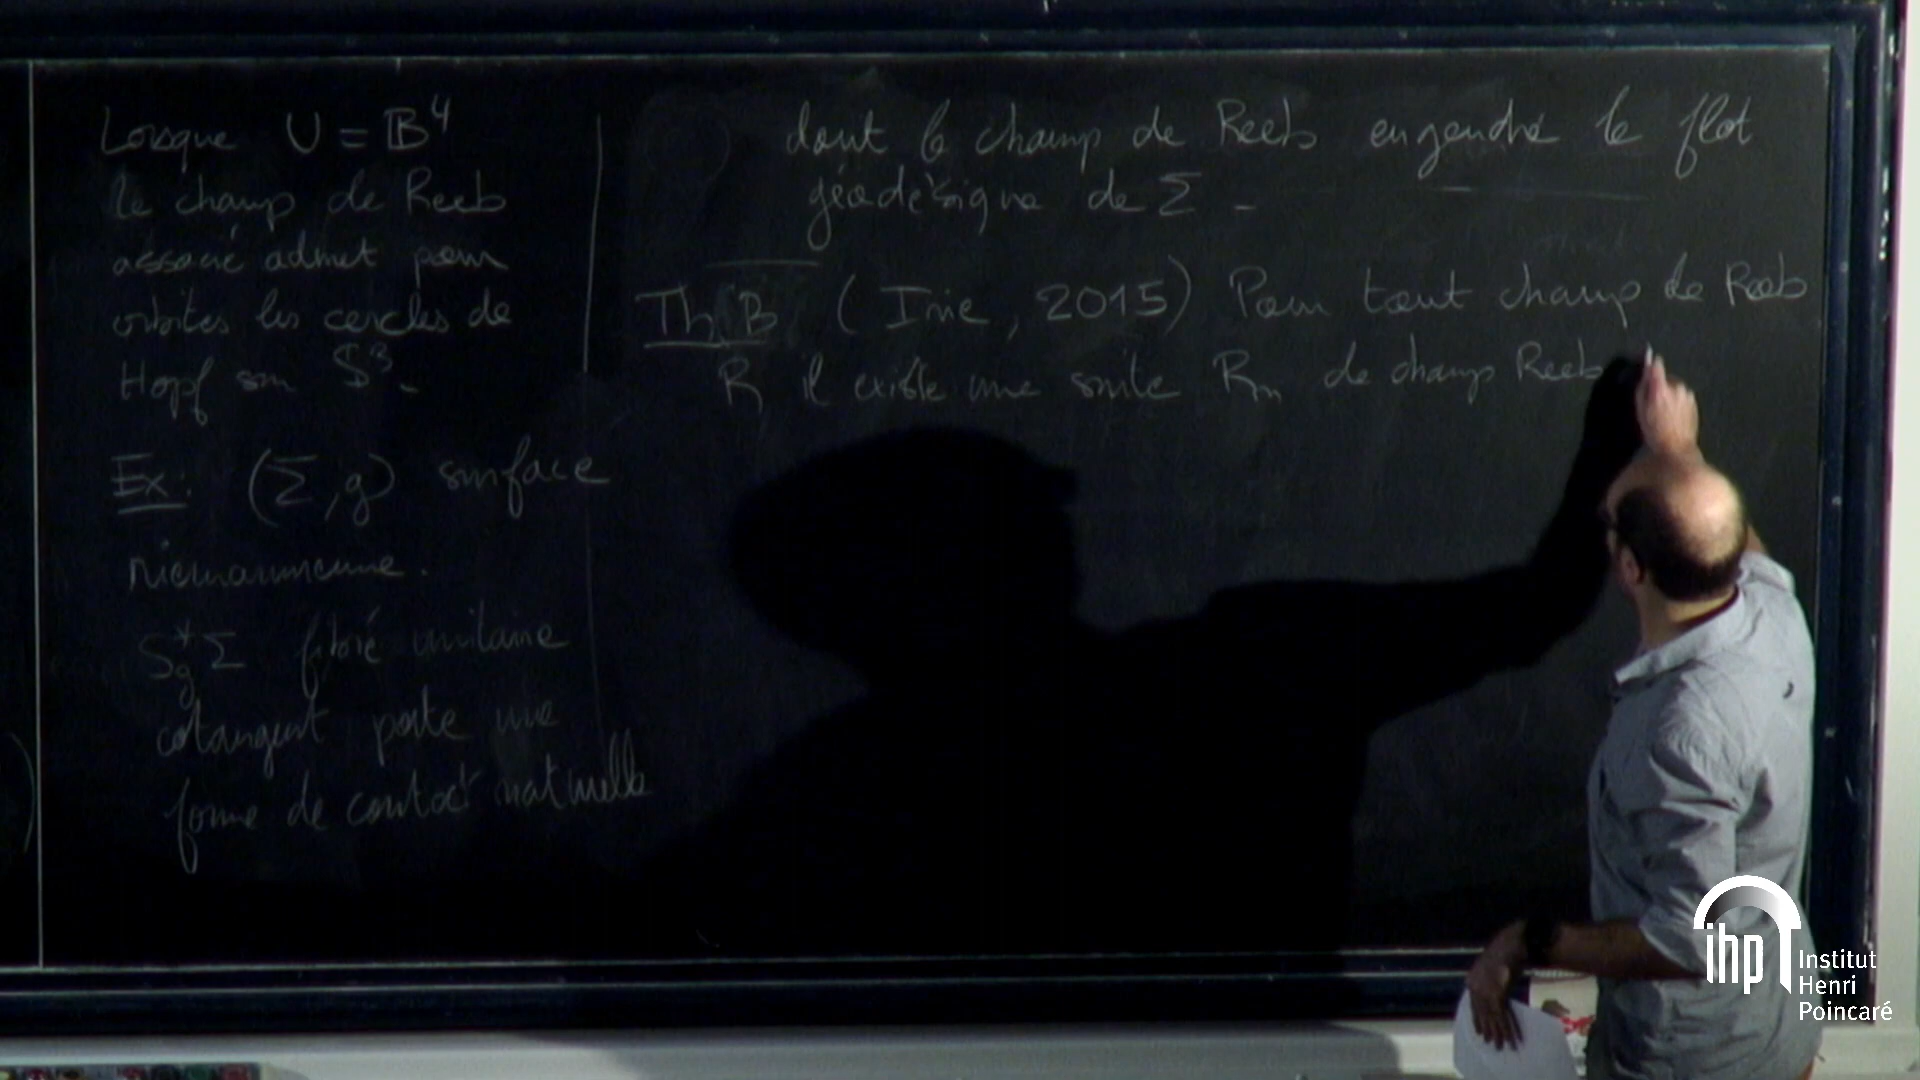 Lorsque U = B⁴
le champ de Reeb
associé admet pour
orbites les cercles de
Hopf sur S³.
Ex: (Σ, g) surface
riemannienne.
S*gΣ fibré unitaire
cotangent porte une
forme de contact naturelle
dont le champ de Reeb engendre le flot
géodésique de Σ -
Th B (Irie, 2015) Pour tout champ de Reeb
R il existe une suite Rn de champs Reeb
ihp
Institut
Henri
Poincaré